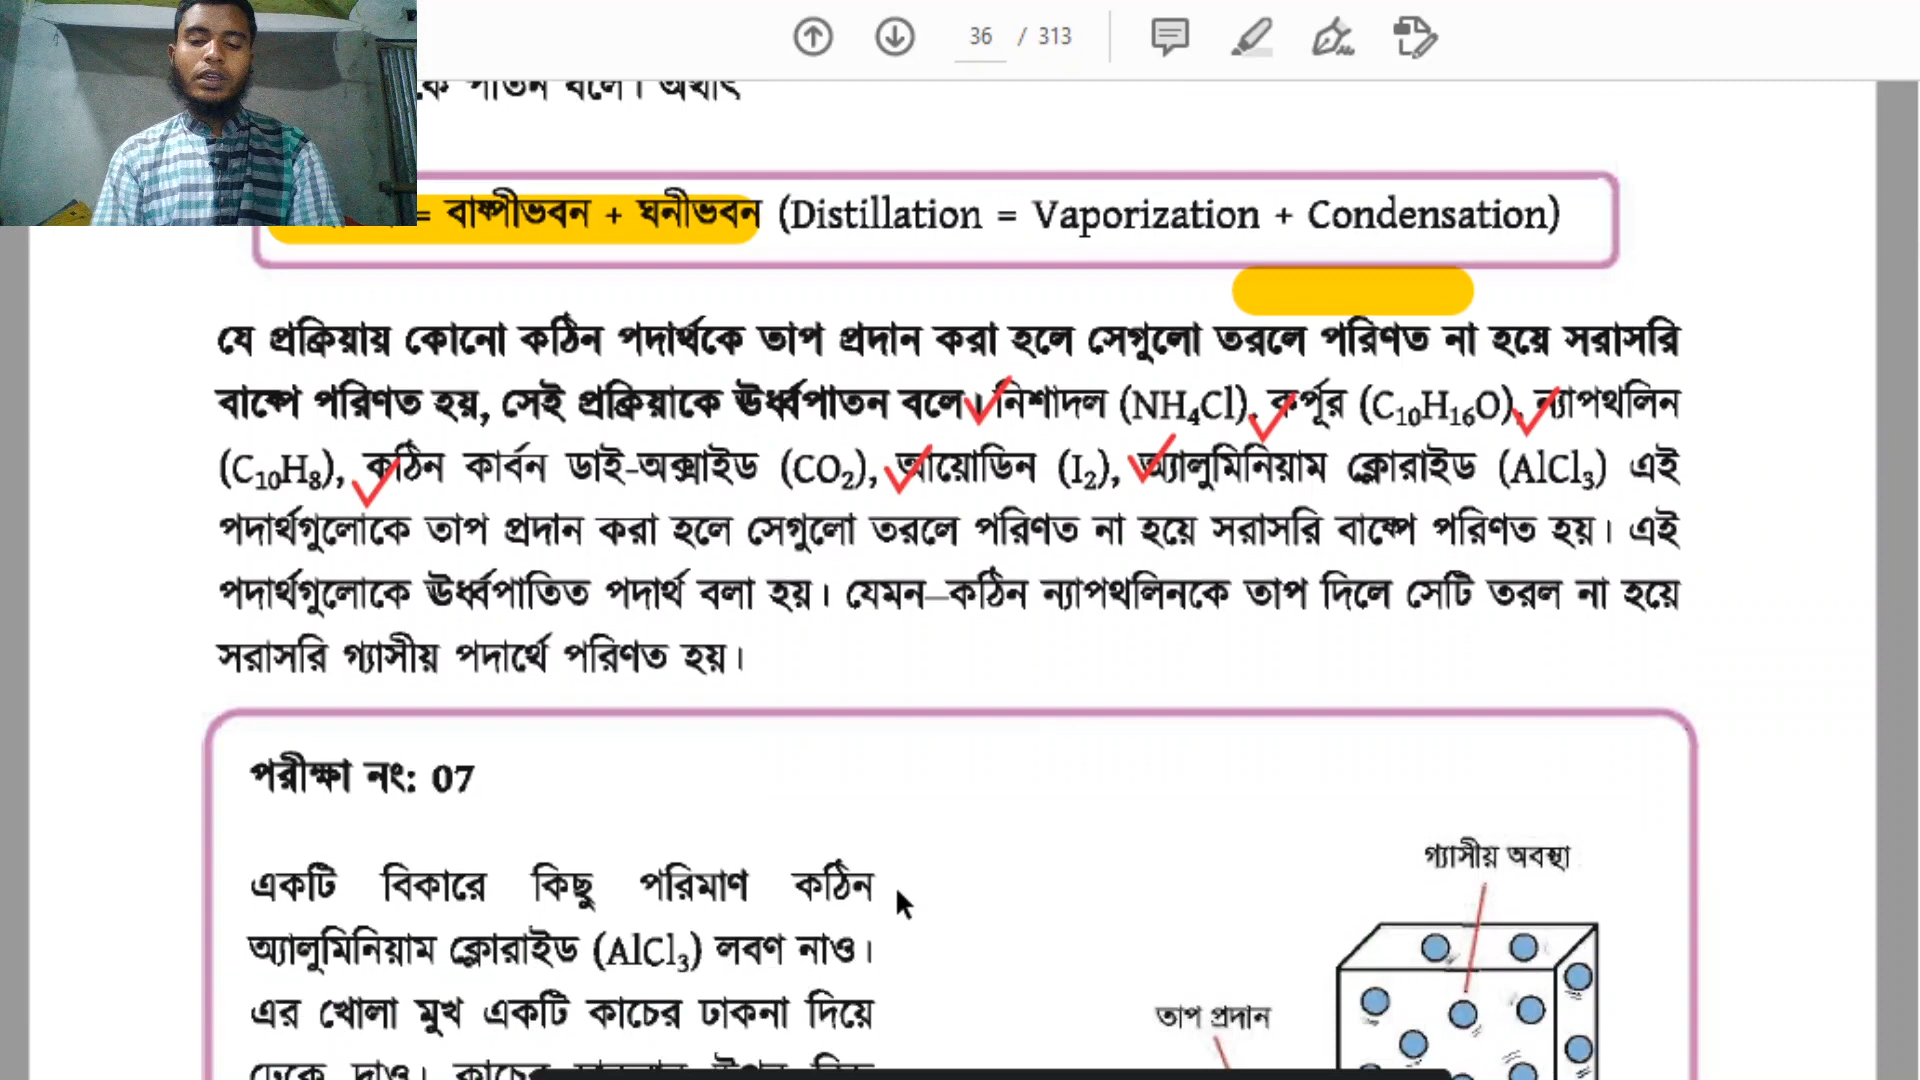 36 / 313
কে পাতন বলে। অর্থাৎ
= বাষ্পীভবন + ঘনীভবন (Distillation = Vaporization + Condensation)
যে প্রক্রিয়ায় কোনো কঠিন পদার্থকে তাপ প্রদান করা হলে সেগুলো তরলে পরিণত না হয়ে সরাসরি
বাষ্পে পরিণত হয়, সেই প্রক্রিয়াকে ঊর্ধ্বপাতন বলে। নিশাদল (NH₄Cl), কর্পূর (C₁₀H₁₆O), ন্যাপথলিন
(C₁₀H₈), কঠিন কার্বন ডাই-অক্সাইড (CO₂), আয়োডিন (I₂), অ্যালুমিনিয়াম ক্লোরাইড (AlCl₃) এই
পদার্থগুলোকে তাপ প্রদান করা হলে সেগুলো তরলে পরিণত না হয়ে সরাসরি বাষ্পে পরিণত হয়। এই
পদার্থগুলোকে ঊর্ধ্বপাতিত পদার্থ বলা হয়। যেমন–কঠিন ন্যাপথলিনকে তাপ দিলে সেটি তরল না হয়ে
সরাসরি গ্যাসীয় পদার্থে পরিণত হয়।
পরীক্ষা নং: 07
একটি বিকারে কিছু পরিমাণ কঠিন
অ্যালুমিনিয়াম ক্লোরাইড (AlCl₃) লবণ নাও।
এর খোলা মুখ একটি কাচের ঢাকনা দিয়ে
ঢেকে দাও। কাচের
গ্যাসীয় অবস্থা
তাপ প্রদান